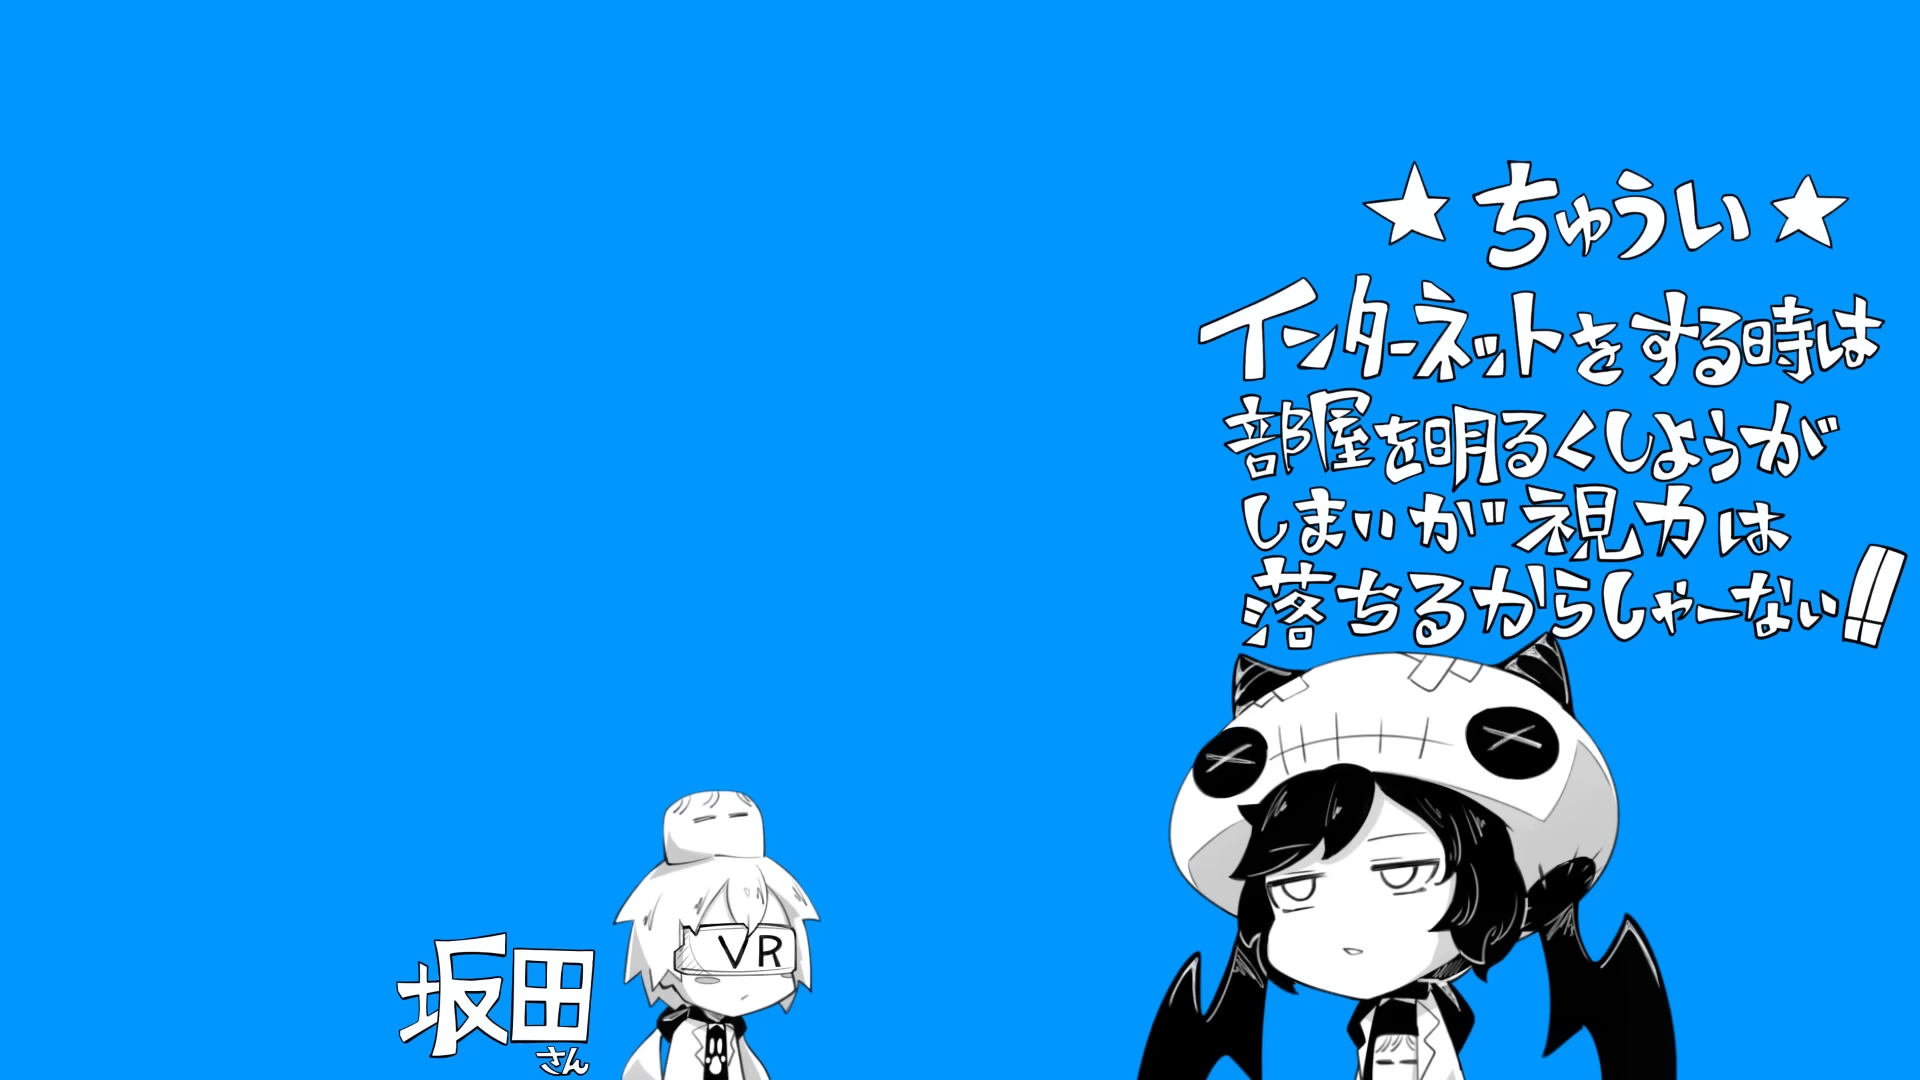 ★ちゅうい★
インターネットをする時は
部屋を明るくしようが
しまいが視力は
落ちるからしゃーない!!
VR
坂田
さん